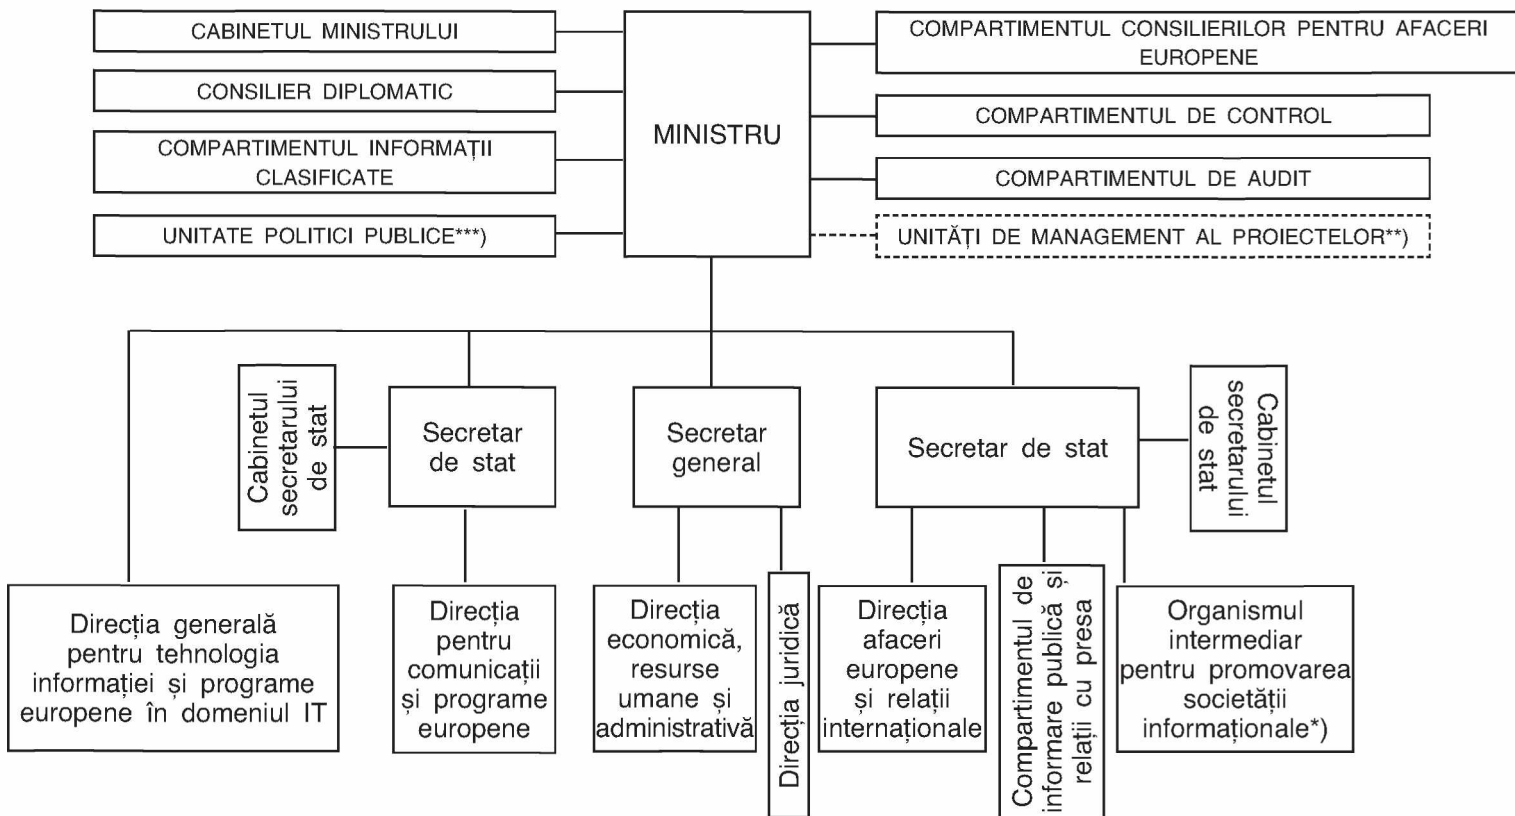 CABINETUL MINISTRULUI
CONSILIER DIPLOMATIC
COMPARTIMENTUL INFORMAȚII
CLASIFICATE
UNITATE POLITICI PUBLICE***)
MINISTRU
COMPARTIMENTUL CONSILIERILOR PENTRU AFACERI
EUROPENE
COMPARTIMENTUL DE CONTROL
COMPARTIMENTUL DE AUDIT
UNITĂȚI DE MANAGEMENT AL PROIECTELOR**)
Cabinetul
secretarului
de stat
Secretar
de stat
Secretar
general
Secretar de stat
Cabinetul
secretarului
de stat
Direcția generală
pentru tehnologia
informației și programe
europene în domeniul IT
Direcția
pentru
comunicații
și programe
europene
Direcția
economică,
resurse
umane și
administrativă
Direcția juridică
Direcția
afaceri
europene
și relații
internaționale
Compartimentul de
informare publică și
relații cu presa
Organismul
intermediar
pentru promovarea
societății
informaționale*)